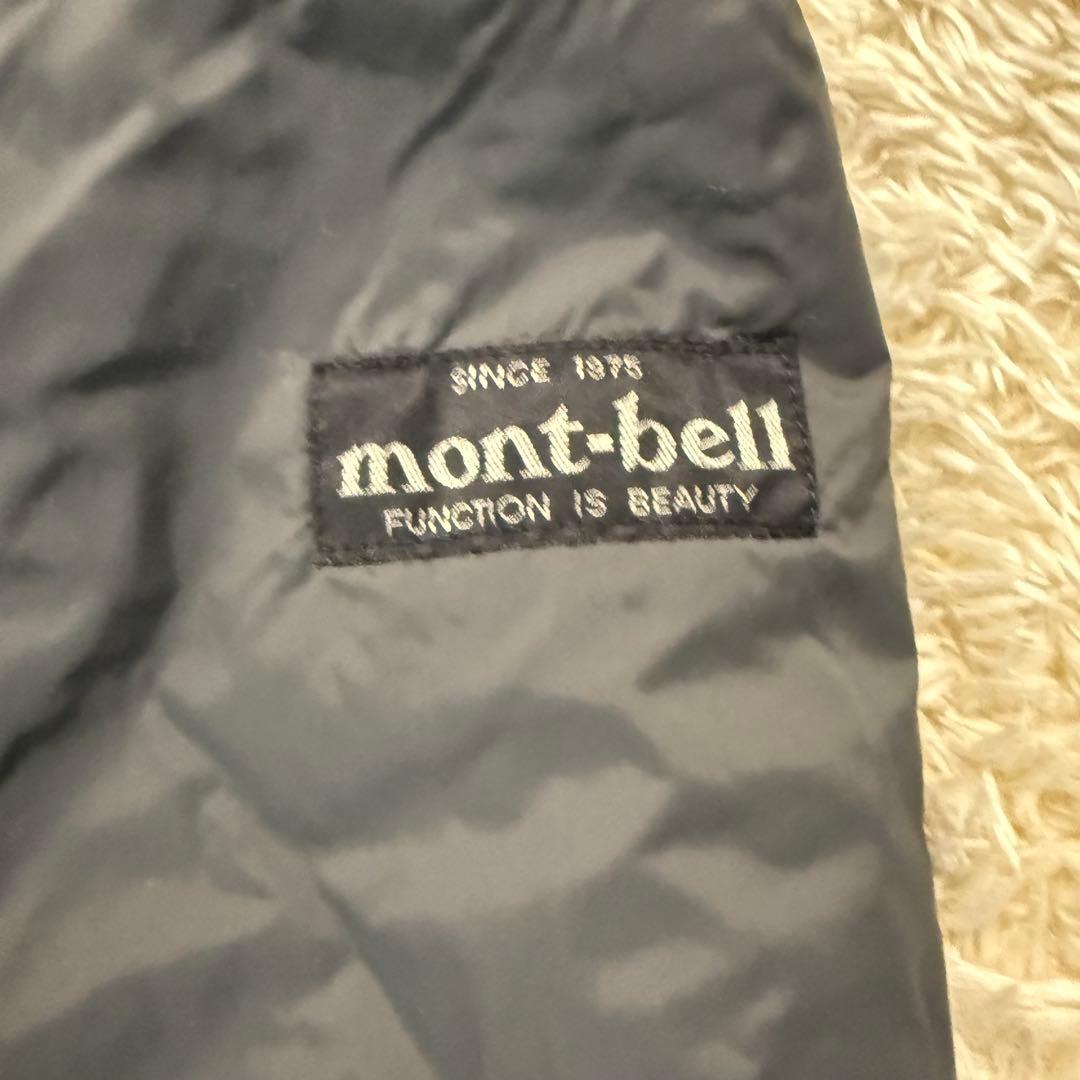 SINCE 1975
mont-bell
FUNCTION IS BEAUTY